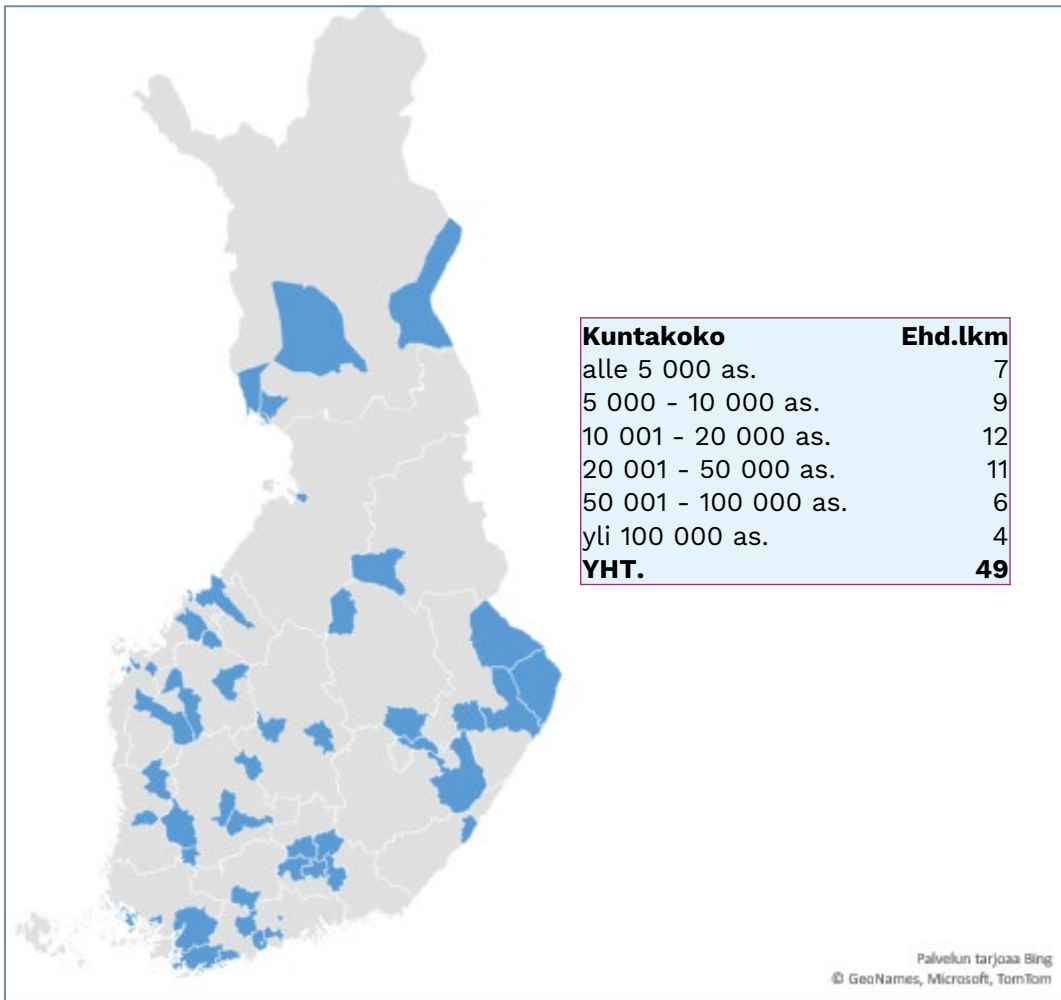 Kuntakoko Ehd.lkm
alle 5 000 as. 7
5 000 - 10 000 as. 9
10 001 - 20 000 as. 12
20 001 - 50 000 as. 11
50 001 - 100 000 as. 6
yli 100 000 as. 4
YHT. 49
Palvelun tarjoaa Bing
© GeoNames, Microsoft, TomTom